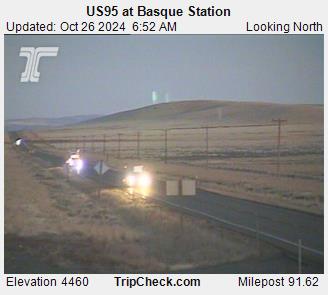 US95 at Basque Station
Updated: Oct 26 2024 6:52 AM Looking North
Elevation 4460 TripCheck.com Milepost 91.62